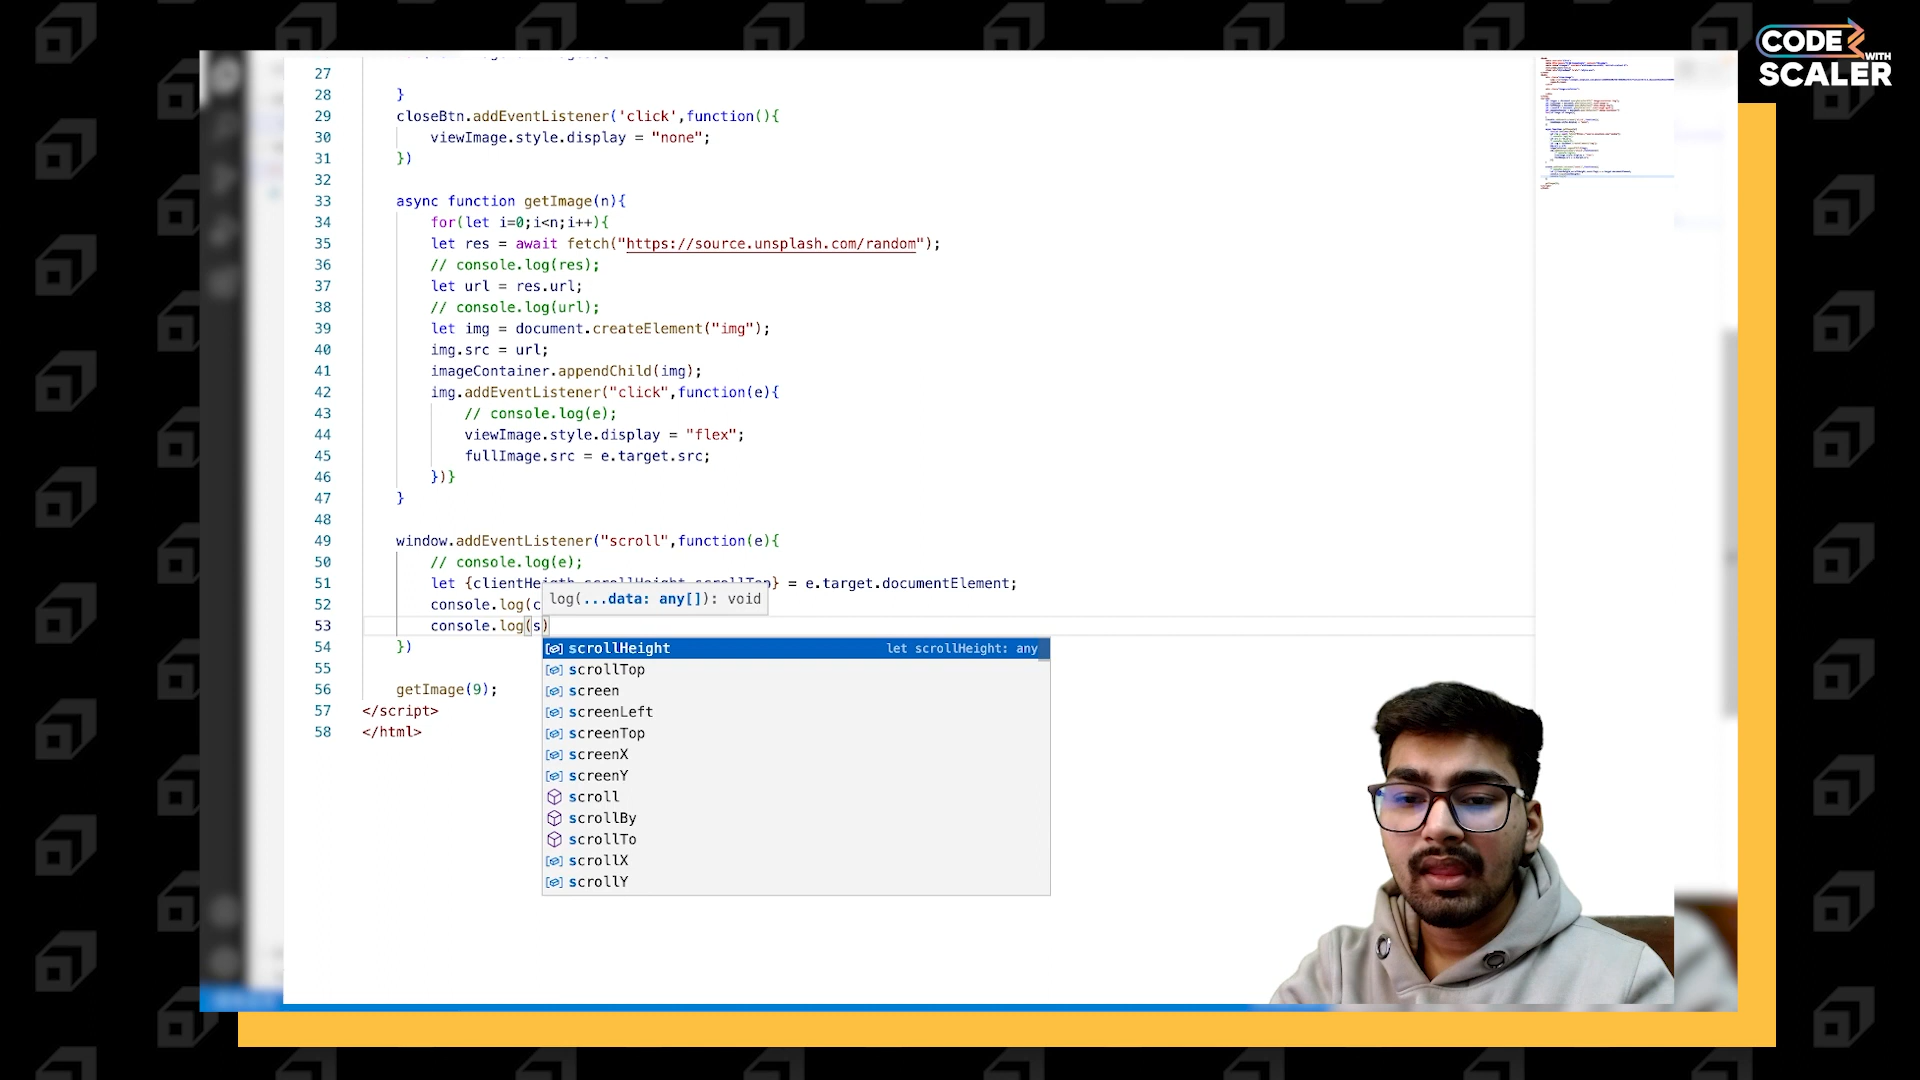 CODE
WITH
SCALER
27
28 }
29 closeBtn.addEventListener('click',function(){
30 viewImage.style.display = "none";
31 })
32
33 async function getImage(n){
34 for(let i=0;i<n;i++){
35 let res = await fetch("https://source.unsplash.com/random");
36 // console.log(res);
37 let url = res.url;
38 // console.log(url);
39 let img = document.createElement("img");
40 img.src = url;
41 imageContainer.appendChild(img);
42 img.addEventListener("click",function(e){
43 // console.log(e);
44 viewImage.style.display = "flex";
45 fullImage.src = e.target.src;
46 })}
47 }
48
49 window.addEventListener("scroll",function(e){
50 // console.log(e);
51 let {clientHeigth,scrollHeight,scrollTop} = e.target.documentElement;
log(...data: any[]): void
52 console.log(c
53 console.log(s)
54 })
scrollHeight let scrollHeight: any
scrollTop
screen
screenLeft
screenTop
screenX
screenY
scroll
scrollBy
scrollTo
scrollX
scrollY
55
56 getImage(9);
57 </script>
58 </html>